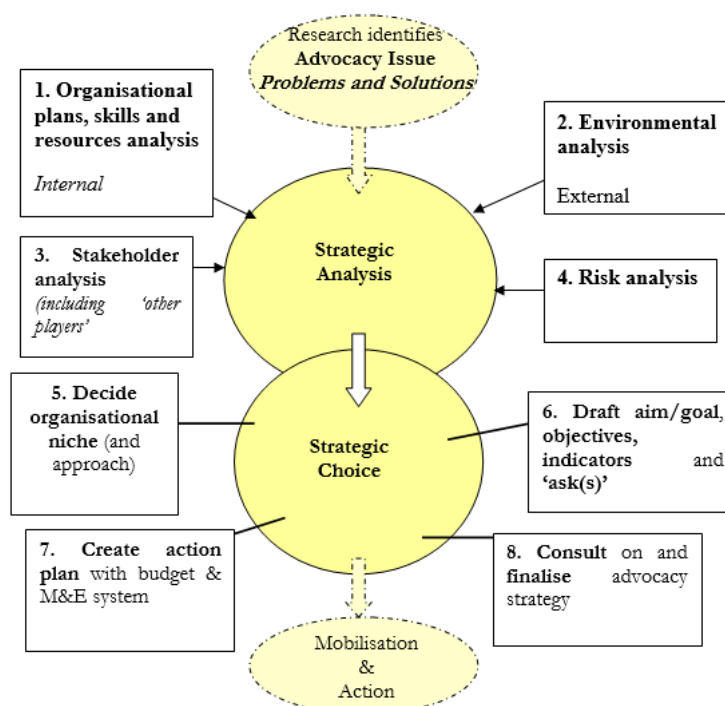 Research identifies
Advocacy Issue
Problems and Solutions
1. Organisational
plans, skills and
resources analysis
Internal
2. Environmental
analysis
External
3. Stakeholder
analysis
(including 'other
players'
Strategic
Analysis
4. Risk analysis
5. Decide
organisational
niche (and
approach)
Strategic
Choice
6. Draft aim/goal,
objectives,
indicators and
'ask(s)'
7. Create action
plan with budget &
M&E system
8. Consult on and
finalise advocacy
strategy
Mobilisation
&
Action